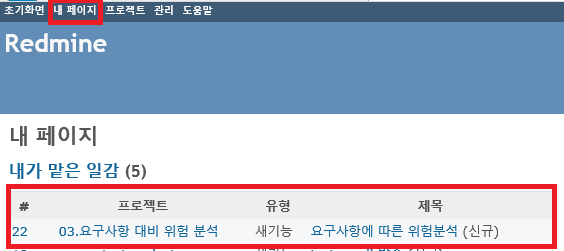 초기화면 내 페이지 프로젝트 관리 도움말
Redmine
내 페이지
내가 맡은 일감 (5)
# 프로젝트 유형 제목
22 03.요구사항 대비 위험 분석 새기능 요구사항에 따른 위험분석 (신규)